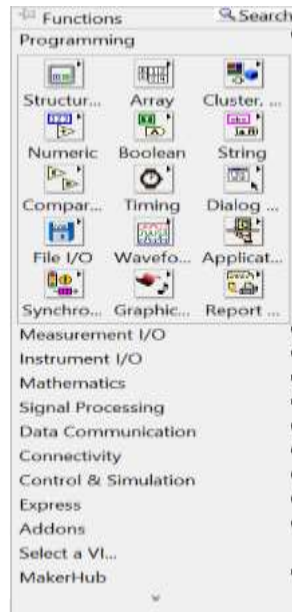 Functions Search
Programming
Structur... Array Cluster, ...
Numeric Boolean String
Compar... Timing Dialog ...
File I/O Wavefo... Applicat...
Synchro... Graphic... Report ...
Measurement I/O
Instrument I/O
Mathematics
Signal Processing
Data Communication
Connectivity
Control & Simulation
Express
Addons
Select a VI...
MakerHub